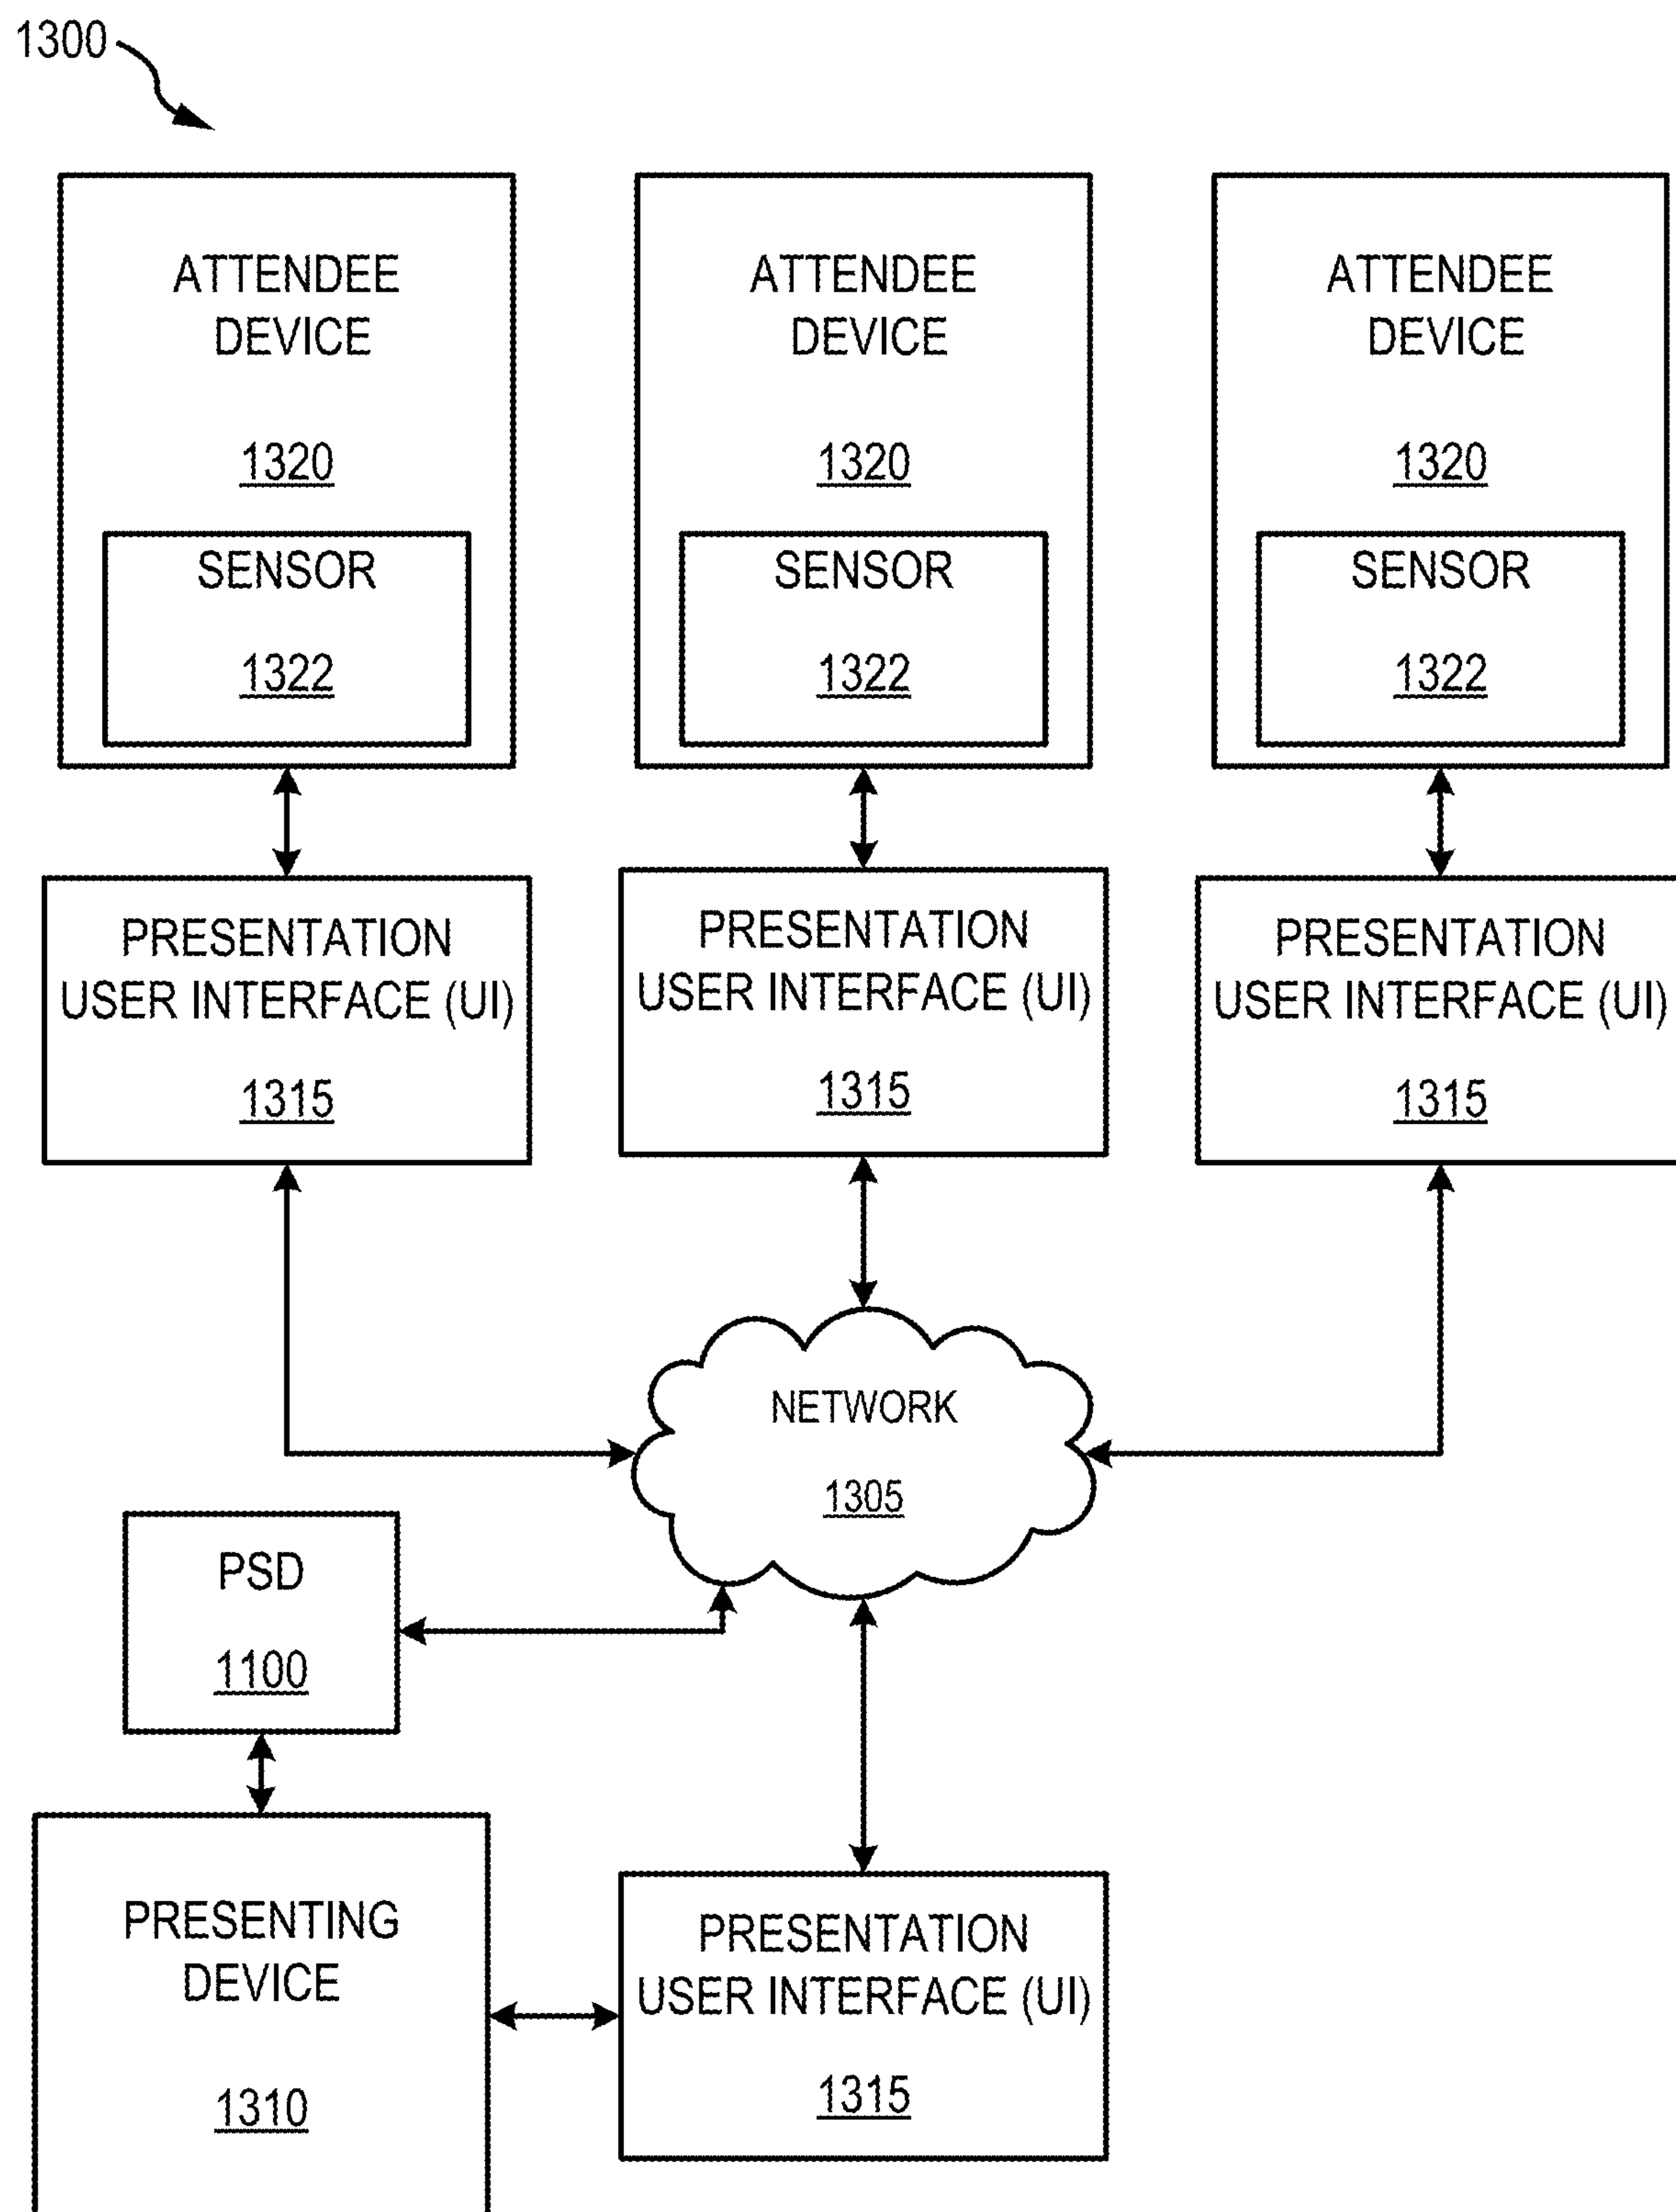 1300
ATTENDEE
DEVICE
1320
SENSOR
1322
ATTENDEE
DEVICE
1320
SENSOR
1322
ATTENDEE
DEVICE
1320
SENSOR
1322
PRESENTATION
USER INTERFACE (UI)
1315
PRESENTATION
USER INTERFACE (UI)
1315
PRESENTATION
USER INTERFACE (UI)
1315
NETWORK
1305
PSD
1100
PRESENTING
DEVICE
1310
PRESENTATION
USER INTERFACE (UI)
1315